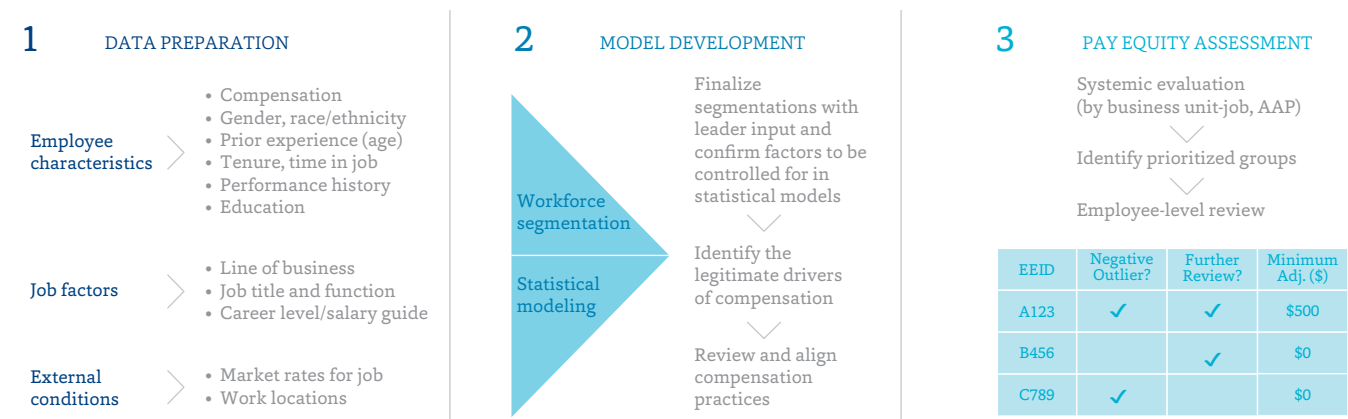 1 DATA PREPARATION
Employee
characteristics
• Compensation
• Gender, race/ethnicity
• Prior experience (age)
• Tenure, time in job
• Performance history
• Education
Job factors
• Line of business
• Job title and function
• Career level/salary guide
External
conditions
• Market rates for job
• Work locations
2 MODEL DEVELOPMENT
Workforce
segmentation
Statistical
modeling
Finalize
segmentations with
leader input and
confirm factors to be
controlled for in
statistical models
Identify the
legitimate drivers
of compensation
Review and align
compensation
practices
3 PAY EQUITY ASSESSMENT
Systemic evaluation
(by business unit-job, AAP)
Identify prioritized groups
Employee-level review
EEID Negative Outlier? Further Review? Minimum Adj. ($)
A123 ✓ ✓ $500
B456 ✓ $0
C789 ✓ $0